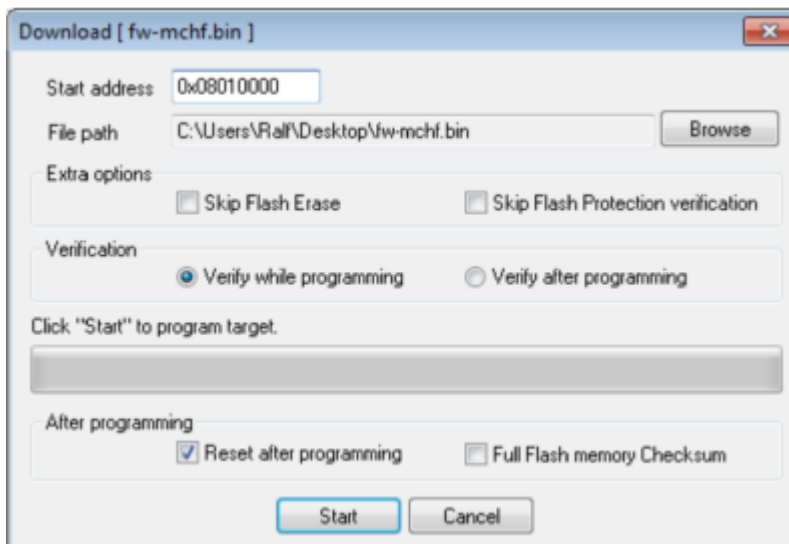 Download [ fw-mchf.bin ]
Start address 0x08010000
File path C:\Users\Ralf\Desktop\fw-mchf.bin Browse
Extra options
Skip Flash Erase Skip Flash Protection verification
Verification
Verify while programming Verify after programming
Click "Start" to program target.
After programming
Reset after programming Full Flash memory Checksum
Start Cancel